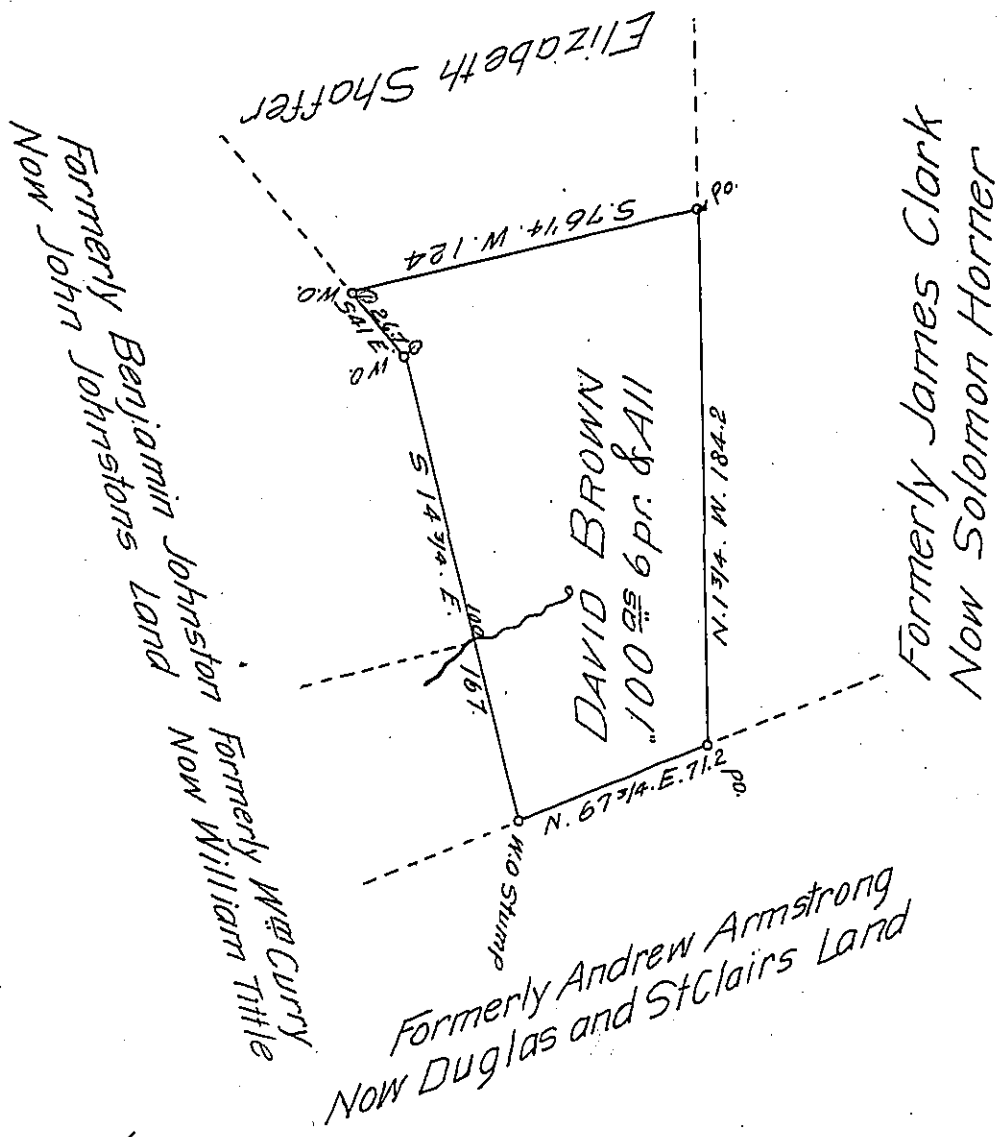 Elizabeth Shaffer
Formerly James Clark
Now Solomon Horner
Formerly Benjamin Johnston
Now John Johnstons Land
Formerly Wm Curry
Now William Tittle
Formerly Andrew Armstrong
Now Duglas and StClairs Land
DAVID BROWN
"100 as 6 pr. & All
S. 76 1/4. W. 124
PO.
W.O.
S41E.
26.7
W.O.
S 14 3/4. E.
100
167.
N. 1 3/4. W. 184.2
N. 67 3/4. E. 71.2
PO.
W.O Stump